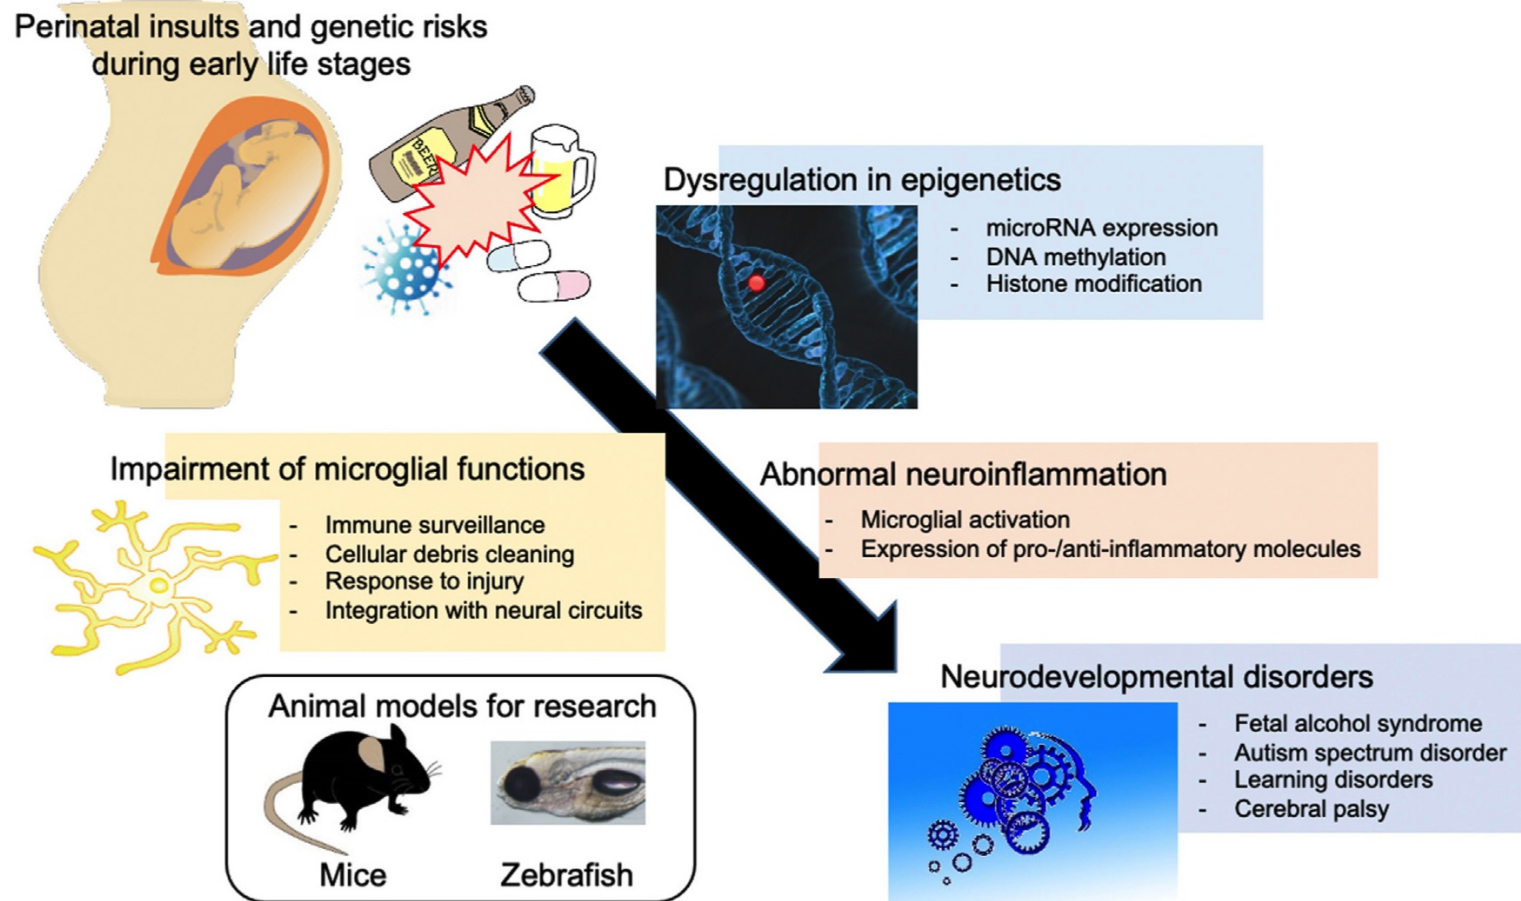 Perinatal insults and genetic risks
during early life stages
BEER
Dysregulation in epigenetics
- microRNA expression
- DNA methylation
- Histone modification
Impairment of microglial functions
- Immune surveillance
- Cellular debris cleaning
- Response to injury
- Integration with neural circuits
Abnormal neuroinflammation
- Microglial activation
- Expression of pro-/anti-inflammatory molecules
Neurodevelopmental disorders
- Fetal alcohol syndrome
- Autism spectrum disorder
- Learning disorders
- Cerebral palsy
Animal models for research
Mice
Zebrafish